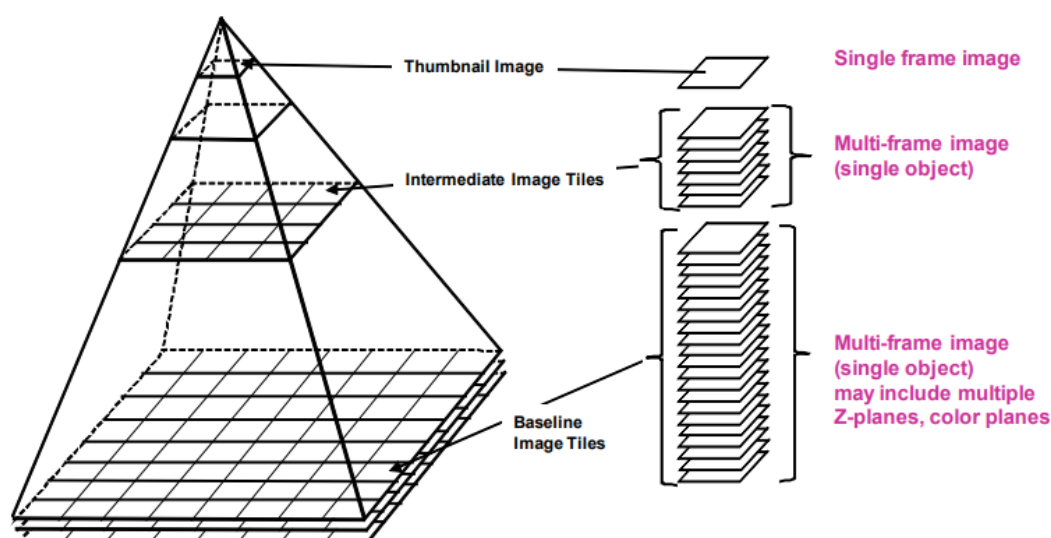 Thumbnail Image
Single frame image
Intermediate Image Tiles
Multi-frame image
(single object)
Baseline
Image Tiles
Multi-frame image
(single object)
may include multiple
Z-planes, color planes